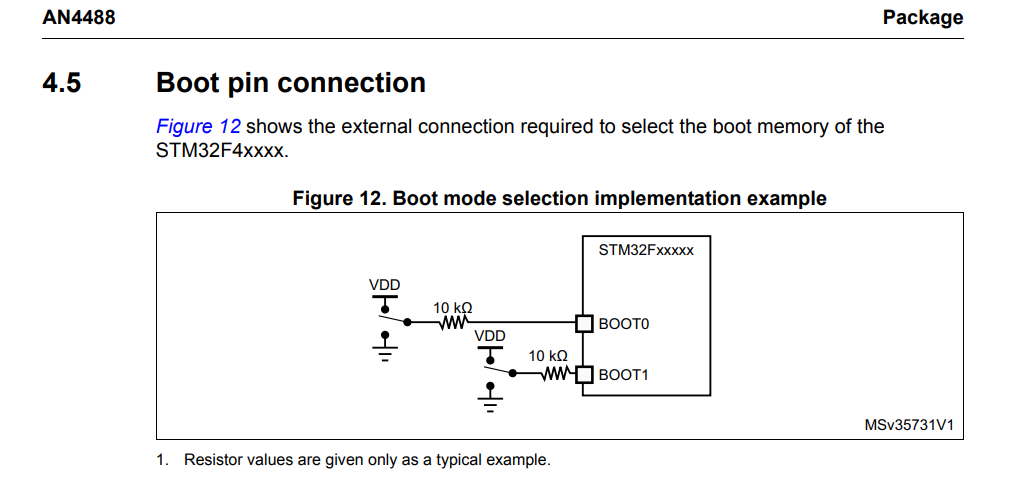 AN4488 Package
4.5 Boot pin connection
Figure 12 shows the external connection required to select the boot memory of the
STM32F4xxxx.
Figure 12. Boot mode selection implementation example
STM32Fxxxxx
VDD
10 kΩ
BOOT0
VDD
10 kΩ
BOOT1
MSv35731V1
1. Resistor values are given only as a typical example.